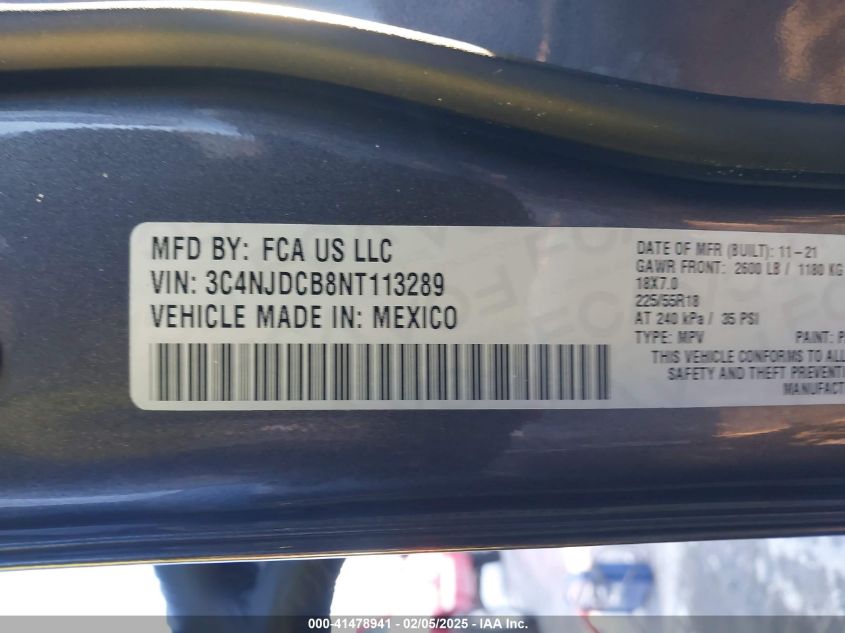 MFD BY: FCA US LLC
VIN: 3C4NJDCB8NT113289
VEHICLE MADE IN: MEXICO
DATE OF MFR (BUILT): 11-21
GAWR FRONT: 2600 LB / 1180 KG
18X7.0
225/55R18
AT 240 kPa / 35 PSI
TYPE: MPV PAINT:
THIS VEHICLE CONFORMS TO ALL
SAFETY AND THEFT
000-41478941 - 02/05/2025 - © IAA, Inc.